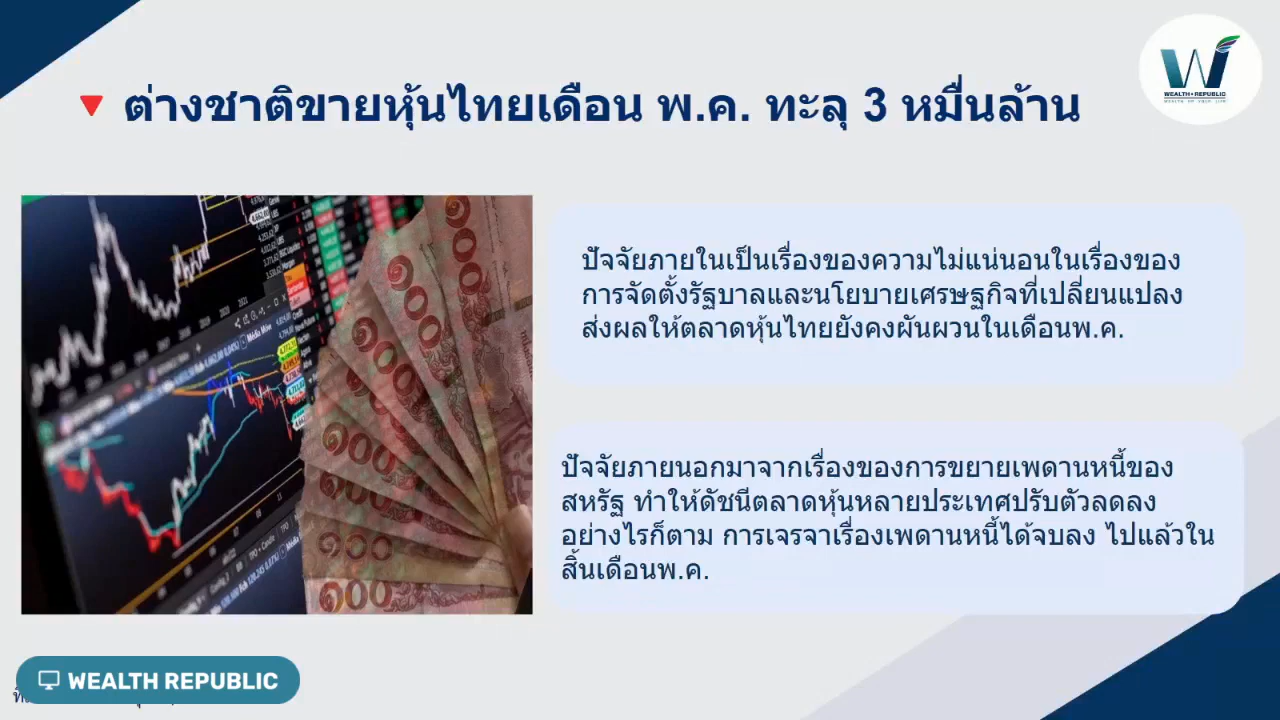 ต่างชาติขายหุ้นไทยเดือน พ.ค. ทะลุ 3 หมื่นล้าน
WEALTH REPUBLIC
ปัจจัยภายในเป็นเรื่องของความไม่แน่นอนในเรื่องของ
การจัดตั้งรัฐบาลและนโยบายเศรษฐกิจที่เปลี่ยนแปลง
ส่งผลให้ตลาดหุ้นไทยยังคงผันผวนในเดือนพ.ค.
ปัจจัยภายนอกมาจากเรื่องของการขยายเพดานหนี้ของ
สหรัฐ ทำให้ดัชนีตลาดหุ้นหลายประเทศปรับตัวลดลง
อย่างไรก็ตาม การเจรจาเรื่องเพดานหนี้ได้จบลง ไปแล้วใน
สิ้นเดือนพ.ค.
WEALTH REPUBLIC